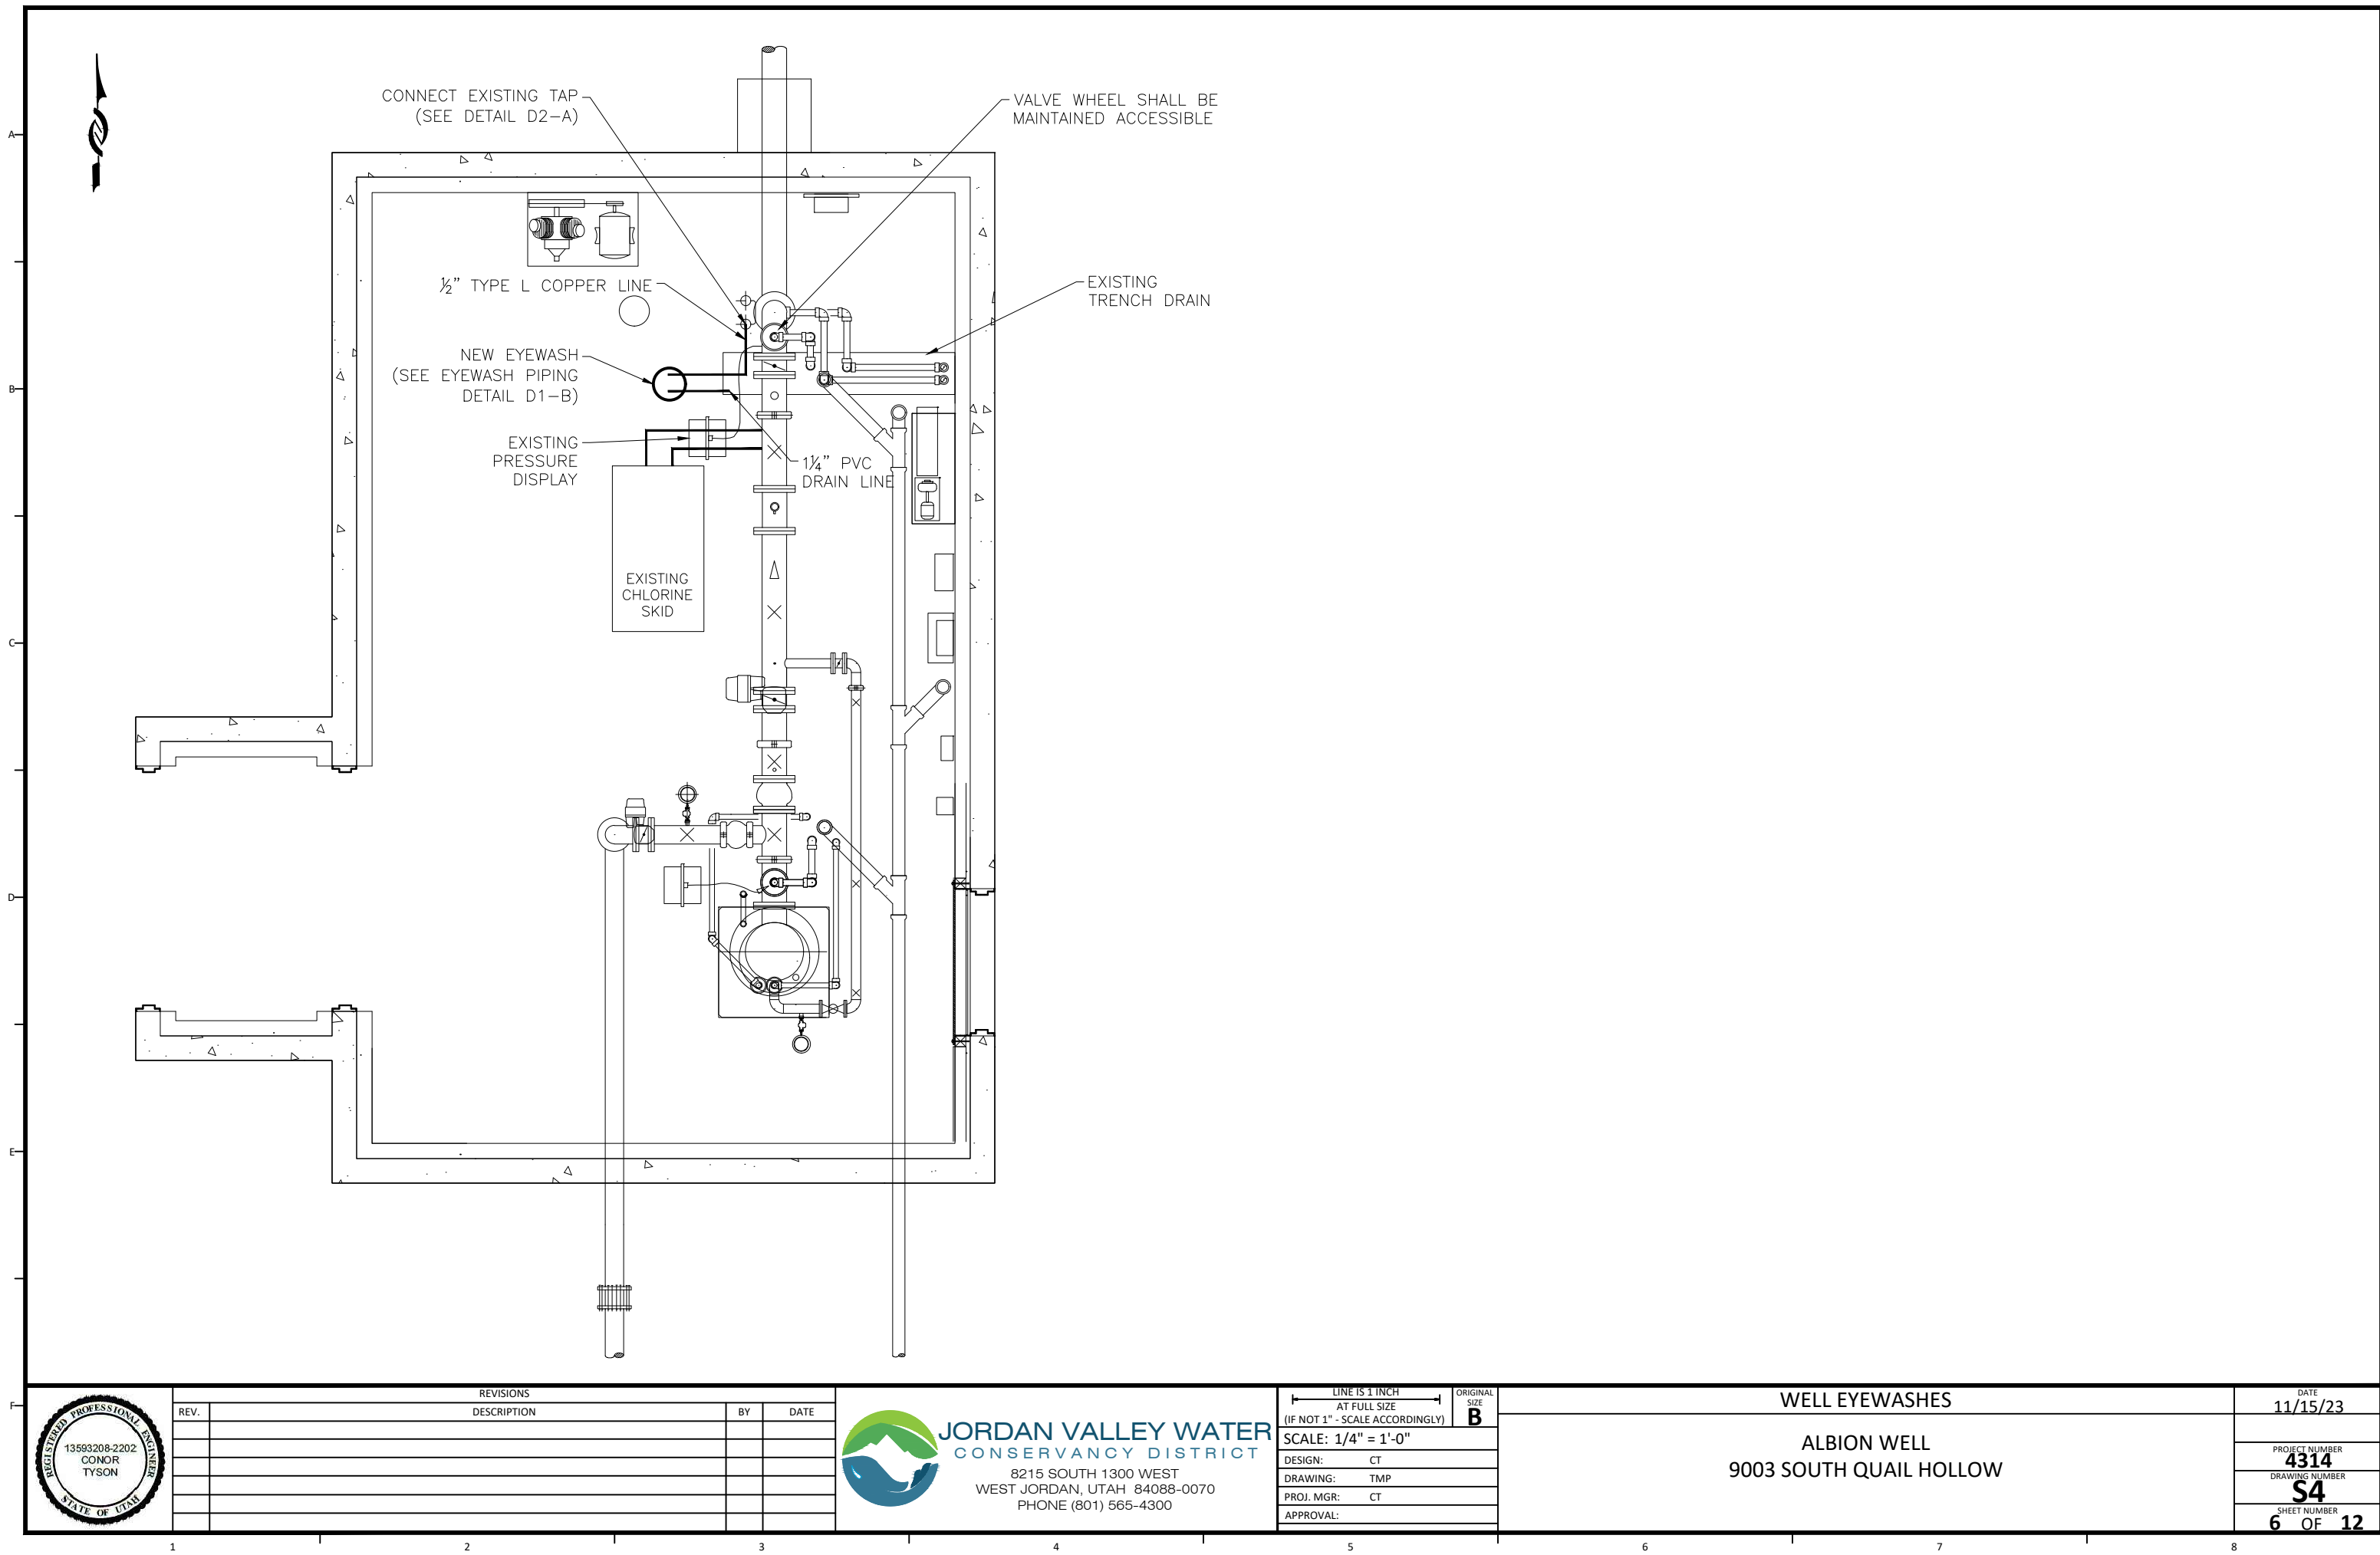 CONNECT EXISTING TAP
(SEE DETAIL D2-A)
VALVE WHEEL SHALL BE
MAINTAINED ACCESSIBLE
½" TYPE L COPPER LINE
EXISTING
TRENCH DRAIN
NEW EYEWASH
(SEE EYEWASH PIPING
DETAIL D1-B)
EXISTING
PRESSURE
DISPLAY
1¼" PVC
DRAIN LINE
EXISTING
CHLORINE
SKID
A
B
C
D
E
F
REGISTERED PROFESSIONAL ENGINEER
13593208-2202
CONOR
TYSON
STATE OF UTAH
REVISIONS
REV.
DESCRIPTION
BY
DATE
JORDAN VALLEY WATER
CONSERVANCY DISTRICT
8215 SOUTH 1300 WEST
WEST JORDAN, UTAH 84088-0070
PHONE (801) 565-4300
LINE IS 1 INCH
AT FULL SIZE
(IF NOT 1" - SCALE ACCORDINGLY)
ORIGINAL
SIZE
B
SCALE: 1/4" = 1'-0"
DESIGN: CT
DRAWING: TMP
PROJ. MGR: CT
APPROVAL:
WELL EYEWASHES
ALBION WELL
9003 SOUTH QUAIL HOLLOW
DATE
11/15/23
PROJECT NUMBER
4314
DRAWING NUMBER
S4
SHEET NUMBER
6 OF 12
1 2 3 4 5 6 7 8